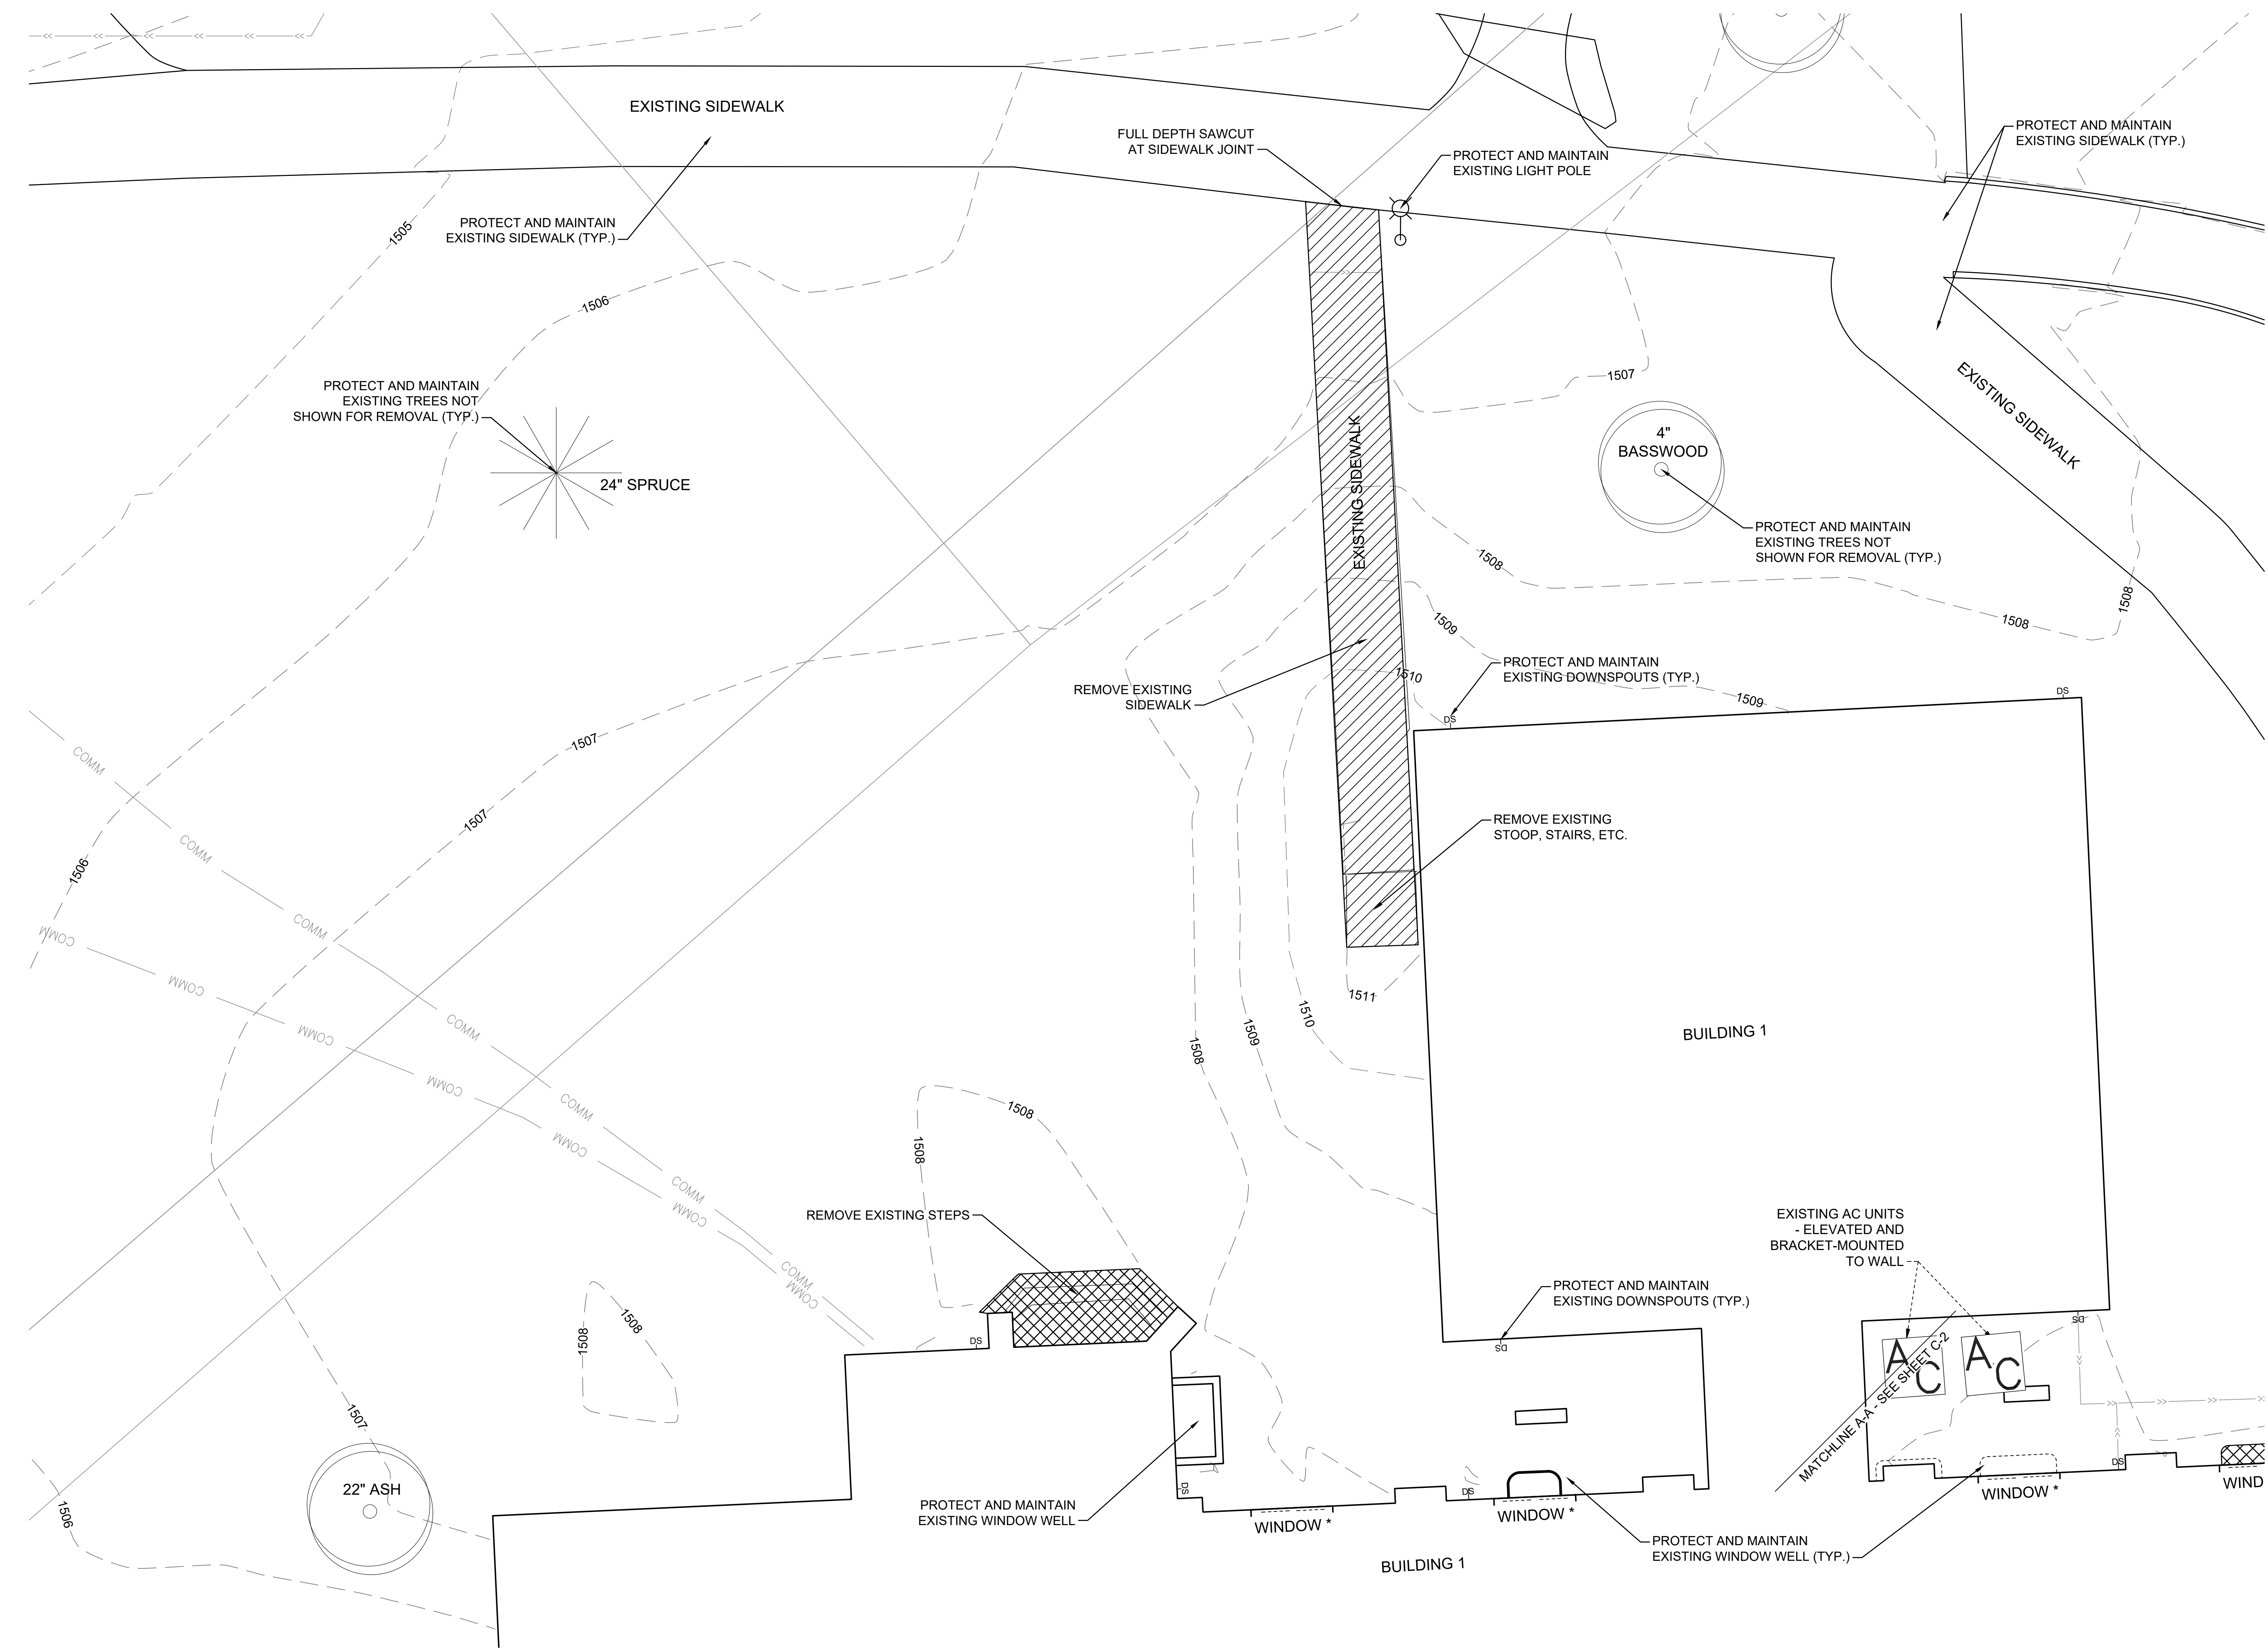 EXISTING SIDEWALK
FULL DEPTH SAWCUT
AT SIDEWALK JOINT
PROTECT AND MAINTAIN
EXISTING LIGHT POLE
PROTECT AND MAINTAIN
EXISTING SIDEWALK (TYP.)
PROTECT AND MAINTAIN
EXISTING SIDEWALK (TYP.)
1505
1506
PROTECT AND MAINTAIN
EXISTING TREES NOT
SHOWN FOR REMOVAL (TYP.)
24" SPRUCE
EXISTING SIDEWALK
1507
4"
BASSWOOD
EXISTING SIDEWALK
PROTECT AND MAINTAIN
EXISTING TREES NOT
SHOWN FOR REMOVAL (TYP.)
1508
1508
1508
1509
1510
PROTECT AND MAINTAIN
EXISTING DOWNSPOUTS (TYP.)
1509
DS
DS
REMOVE EXISTING
SIDEWALK
1507
1507
COMM
COMM
COMM
COMM
COMM
COMM
COMM
COMM
COMM
COMM
COMM
COMM
COMM
COMM
1506
REMOVE EXISTING
STOOP, STAIRS, ETC.
1511
1510
1509
1508
BUILDING 1
1508
1508
REMOVE EXISTING STEPS
EXISTING AC UNITS
- ELEVATED AND
BRACKET-MOUNTED
TO WALL
PROTECT AND MAINTAIN
EXISTING DOWNSPOUTS (TYP.)
1508
1508
DS
DS
DS
AC
AC
MATCHLINE A-A - SEE SHEET C-2
1507
22" ASH
1506
PROTECT AND MAINTAIN
EXISTING WINDOW WELL
DS
DS
DS
WINDOW *
WINDOW *
WINDOW *
WIND
PROTECT AND MAINTAIN
EXISTING WINDOW WELL (TYP.)
BUILDING 1